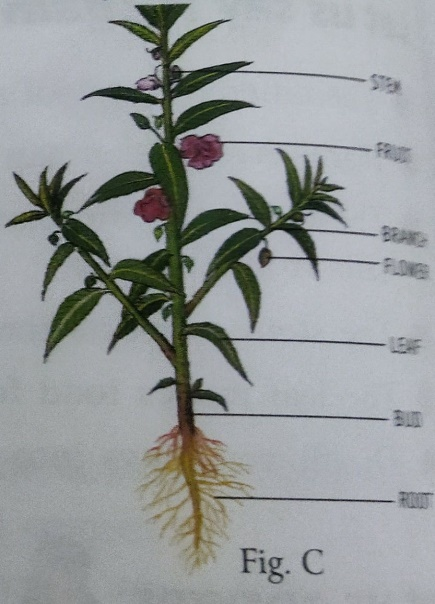 STEM
FRUIT
BRANCH
FLOWER
LEAF
BUD
ROOT
Fig. C